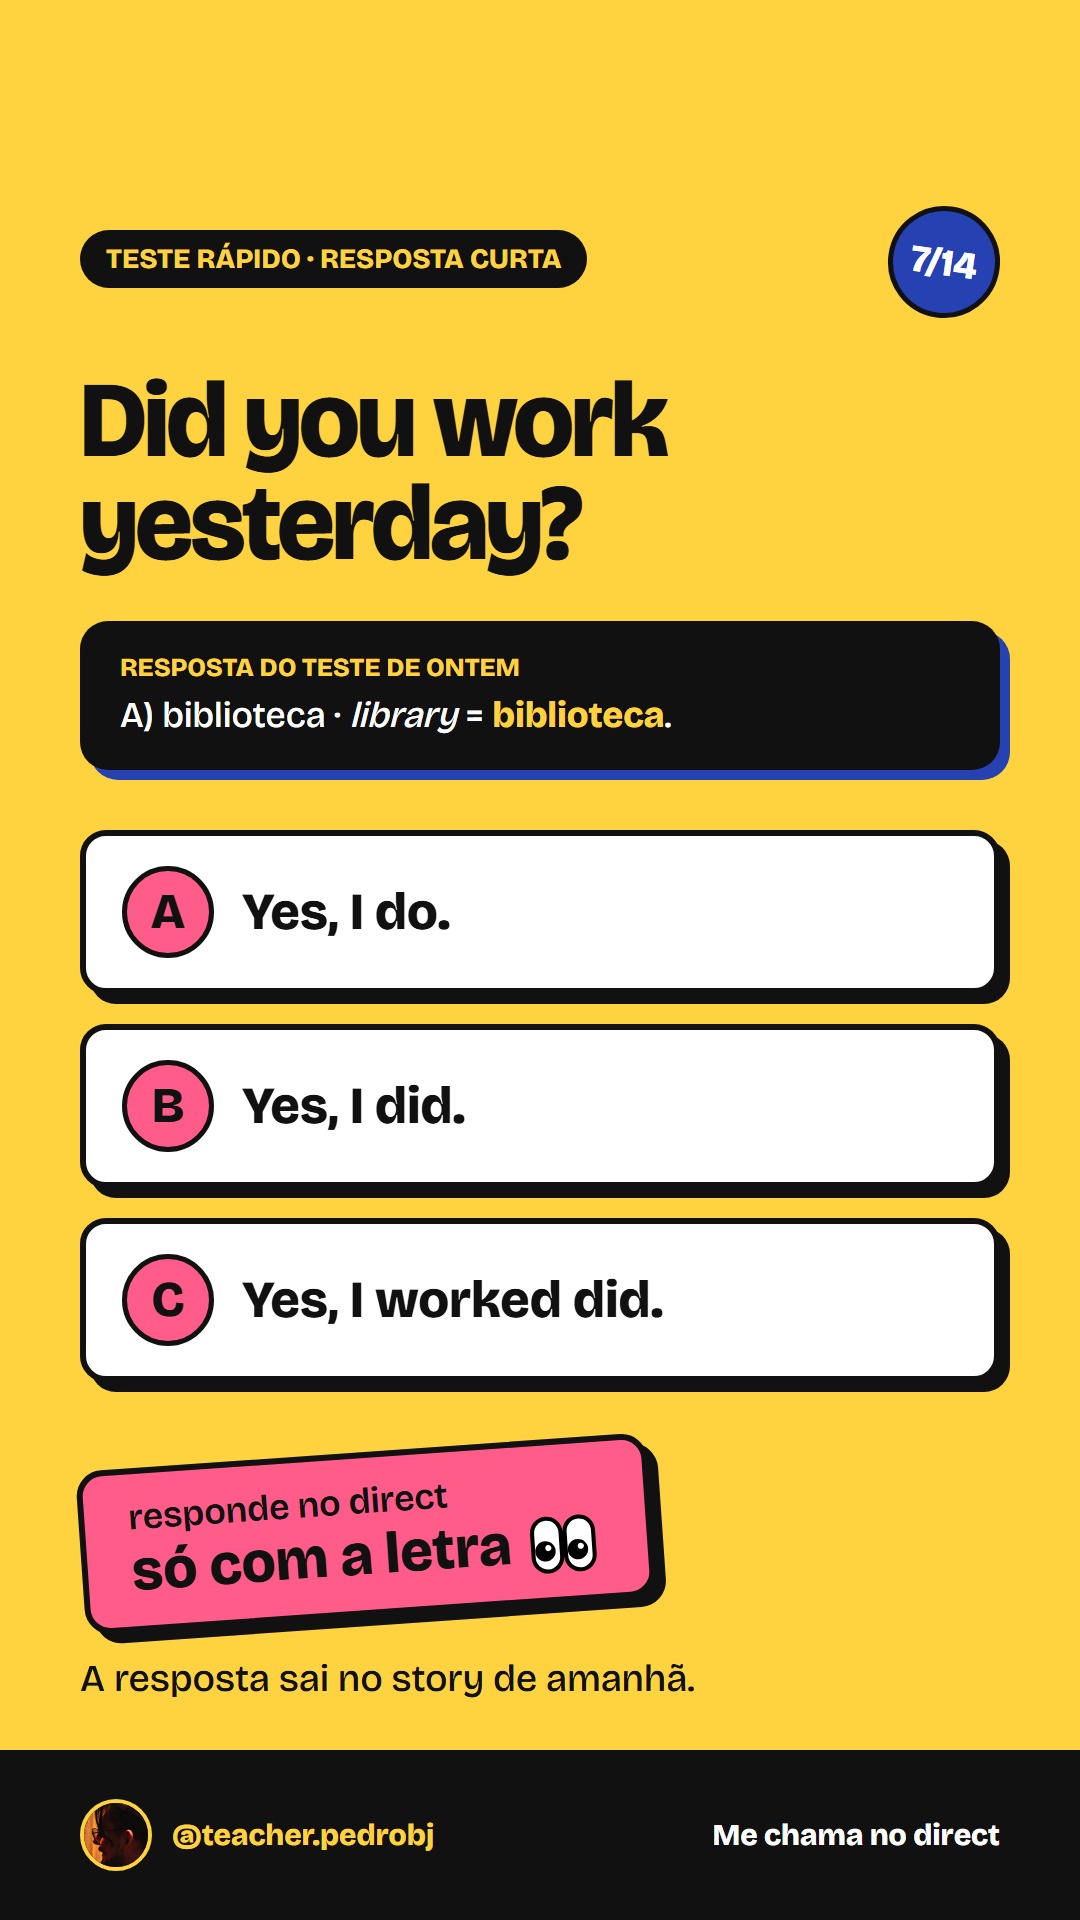 TESTE RÁPIDO · RESPOSTA CURTA
7/14
Did you work
yesterday?
RESPOSTA DO TESTE DE ONTEM
A) biblioteca · library = biblioteca.
A Yes, I do.
B Yes, I did.
C Yes, I worked did.
responde no direct
só com a letra 👀
A resposta sai no story de amanhã.
@teacher.pedrobj
Me chama no direct